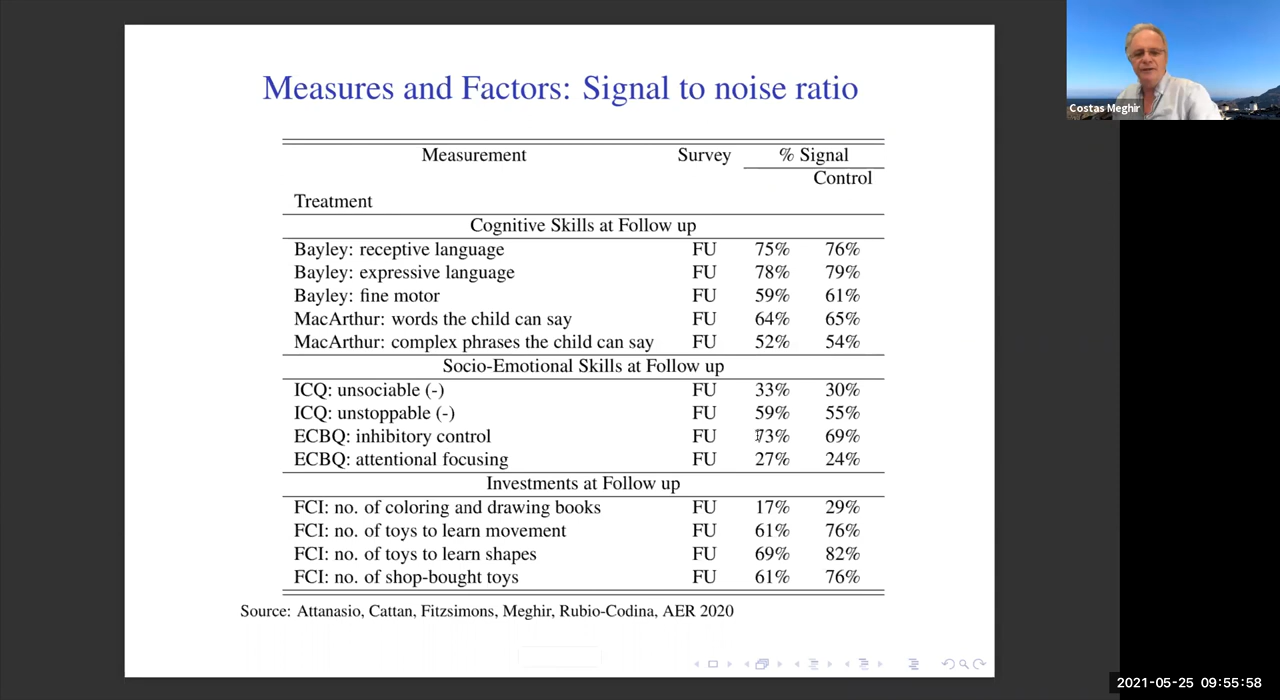 Measures and Factors: Signal to noise ratio
Costas Meghir
Measurement Survey % Signal
Control
Treatment
Cognitive Skills at Follow up
Bayley: receptive language FU 75% 76%
Bayley: expressive language FU 78% 79%
Bayley: fine motor FU 59% 61%
MacArthur: words the child can say FU 64% 65%
MacArthur: complex phrases the child can say FU 52% 54%
Socio-Emotional Skills at Follow up
ICQ: unsociable (-) FU 33% 30%
ICQ: unstoppable (-) FU 59% 55%
ECBQ: inhibitory control FU 73% 69%
ECBQ: attentional focusing FU 27% 24%
Investments at Follow up
FCI: no. of coloring and drawing books FU 17% 29%
FCI: no. of toys to learn movement FU 61% 76%
FCI: no. of toys to learn shapes FU 69% 82%
FCI: no. of shop-bought toys FU 61% 76%
Source: Attanasio, Cattan, Fitzsimons, Meghir, Rubio-Codina, AER 2020
2021-05-25 09:55:58